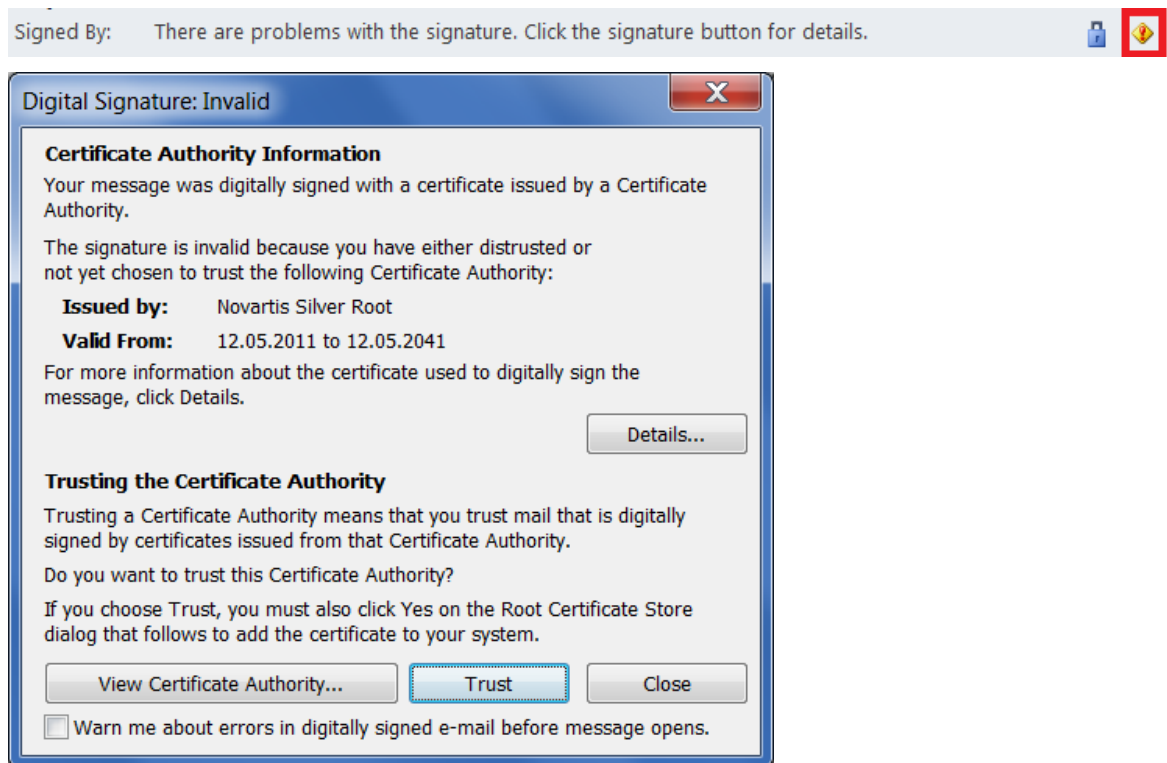 Signed By: There are problems with the signature. Click the signature button for details.
Digital Signature: Invalid
Certificate Authority Information
Your message was digitally signed with a certificate issued by a Certificate
Authority.
The signature is invalid because you have either distrusted or
not yet chosen to trust the following Certificate Authority:
Issued by: Novartis Silver Root
Valid From: 12.05.2011 to 12.05.2041
For more information about the certificate used to digitally sign the
message, click Details.
Details...
Trusting the Certificate Authority
Trusting a Certificate Authority means that you trust mail that is digitally
signed by certificates issued from that Certificate Authority.
Do you want to trust this Certificate Authority?
If you choose Trust, you must also click Yes on the Root Certificate Store
dialog that follows to add the certificate to your system.
View Certificate Authority... Trust Close
Warn me about errors in digitally signed e-mail before message opens.